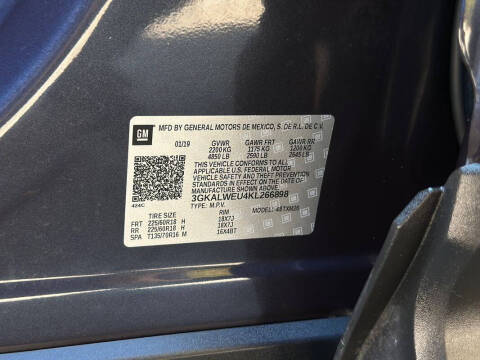 GM
MFD BY GENERAL MOTORS DE MEXICO, S. DE R.L. DE C.V.
01/19 GVWR GAWR FRT GAWR RR
2200 KG 1175 KG 1200 KG
4850 LB 2590 LB 2645 LB
THIS VEHICLE CONFORMS TO ALL
APPLICABLE U.S. FEDERAL MOTOR
VEHICLE SAFETY AND THEFT PREVENTION
STANDARDS IN EFFECT ON THE DATE OF
MANUFACTURE SHOWN ABOVE.
3GKALWEU4KL266898
424C
TYPE: M.P.V. MODEL:
TIRE SIZE RIM
FRT 225/60R18 H 18X7J
RR 225/60R18 H 18X7J
SPA T135/70R16 M 16X4BT